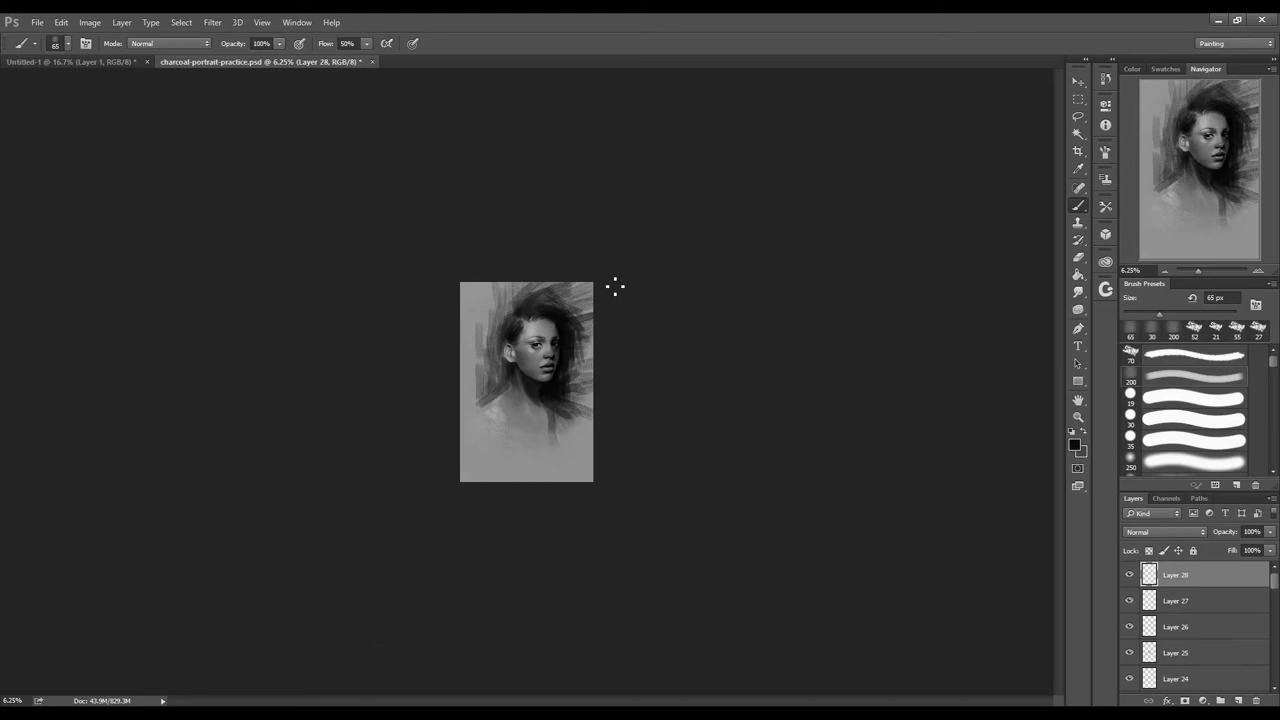 Ps File Edit Image Layer Type Select Filter 3D View Window Help
65 Mode: Normal Opacity: 100% Flow: 50% Painting
Untitled-1 @ 16.7% (Layer 1, RGB/8) * × charcoal-portrait-practice.psd @ 6.25% (Layer 28, RGB/8) * ×
Color Swatches Navigator
6.25%
Brush Presets
Size: 65 px
65 30 200 52 21 55 27
70
200
19
30
35
250
Layers Channels Paths
Kind
Normal Opacity: 100%
Lock: Fill: 100%
Layer 28
Layer 27
Layer 26
Layer 25
Layer 24
6.25% Doc: 43.9M/829.3M